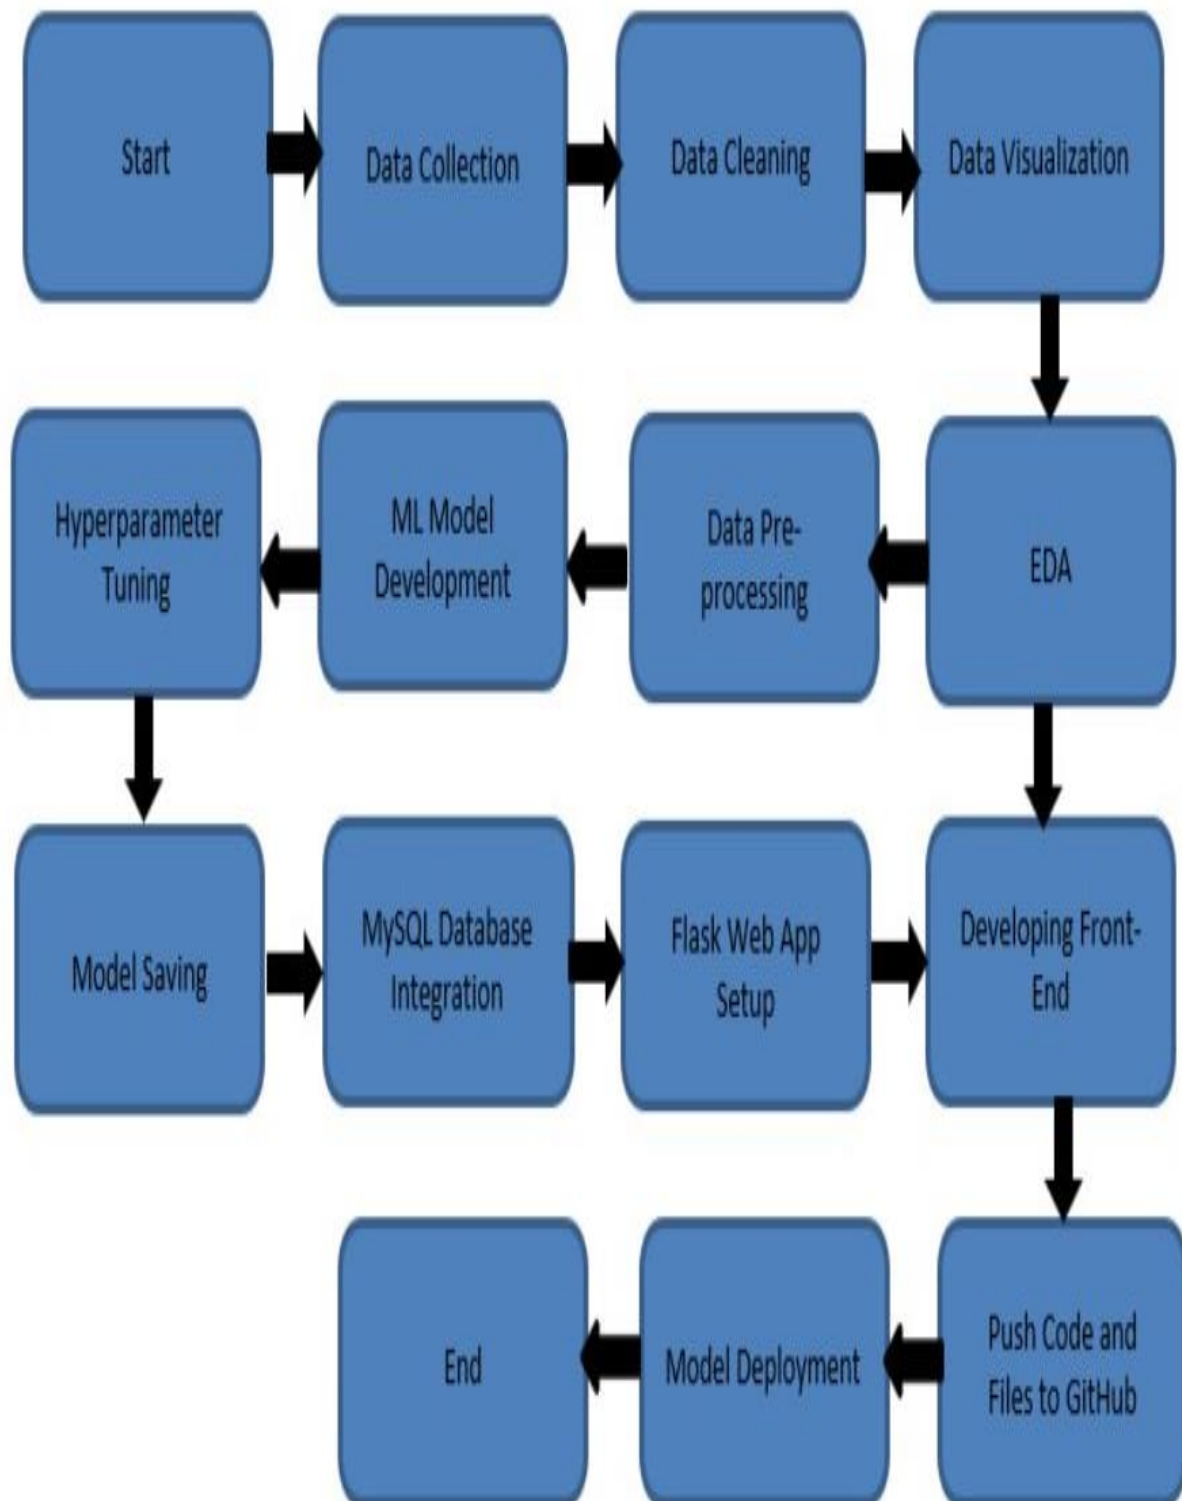 Start
Data Collection
Data Cleaning
Data Visualization
Hyperparameter
Tuning
ML Model
Development
Data Pre-
processing
EDA
Model Saving
MySQL Database
Integration
Flask Web App
Setup
Developing Front-
End
End
Model Deployment
Push Code and
Files to GitHub